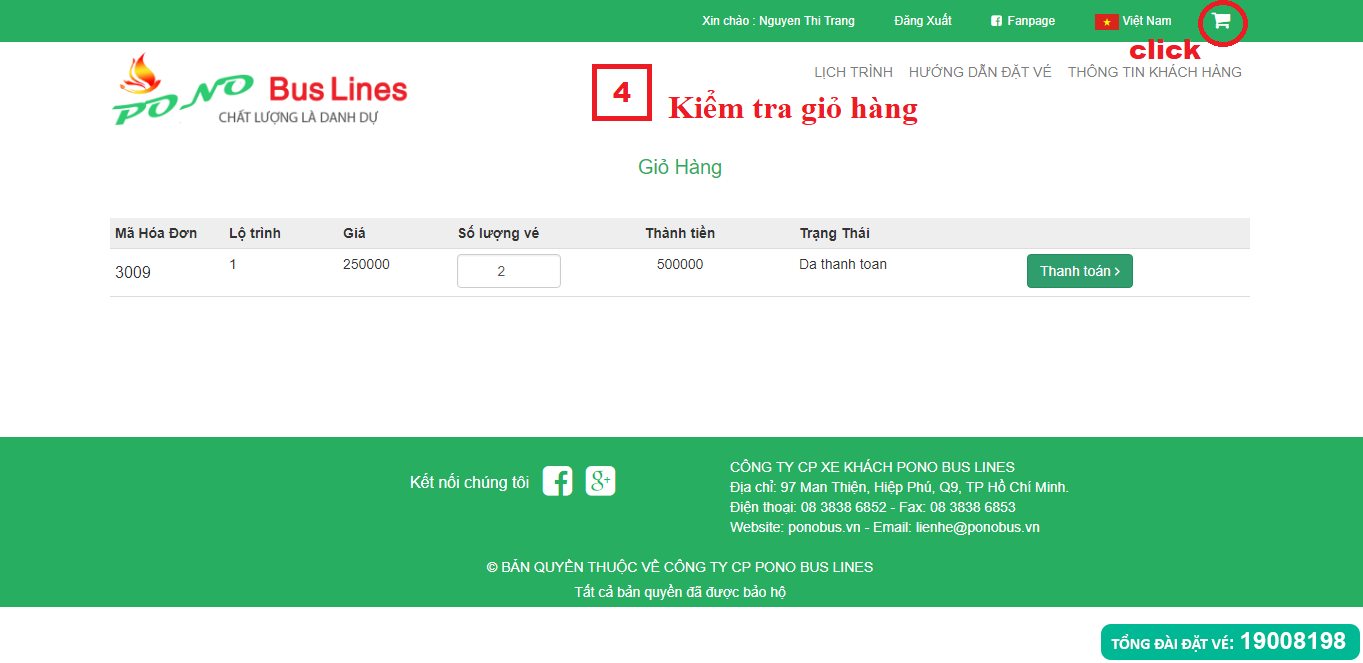 Xin chào : Nguyen Thi Trang Đăng Xuất Fanpage Việt Nam
click
LỊCH TRÌNH HƯỚNG DẪN ĐẶT VÉ THÔNG TIN KHÁCH HÀNG
PONO Bus Lines
CHẤT LƯỢNG LÀ DANH DỰ
4 Kiểm tra giỏ hàng
Giỏ Hàng
Mã Hóa Đơn Lộ trình Giá Số lượng vé Thành tiền Trạng Thái
3009 1 250000 2 500000 Da thanh toan Thanh toán ›
Kết nối chúng tôi g+
CÔNG TY CP XE KHÁCH PONO BUS LINES
Địa chỉ: 97 Man Thiện, Hiệp Phú, Q9, TP Hồ Chí Minh.
Điện thoại: 08 3838 6852 - Fax: 08 3838 6853
Website: ponobus.vn - Email: lienhe@ponobus.vn
© BẢN QUYỀN THUỘC VỀ CÔNG TY CP PONO BUS LINES
Tất cả bản quyền đã được bảo hộ
TỔNG ĐÀI ĐẶT VÉ: 19008198